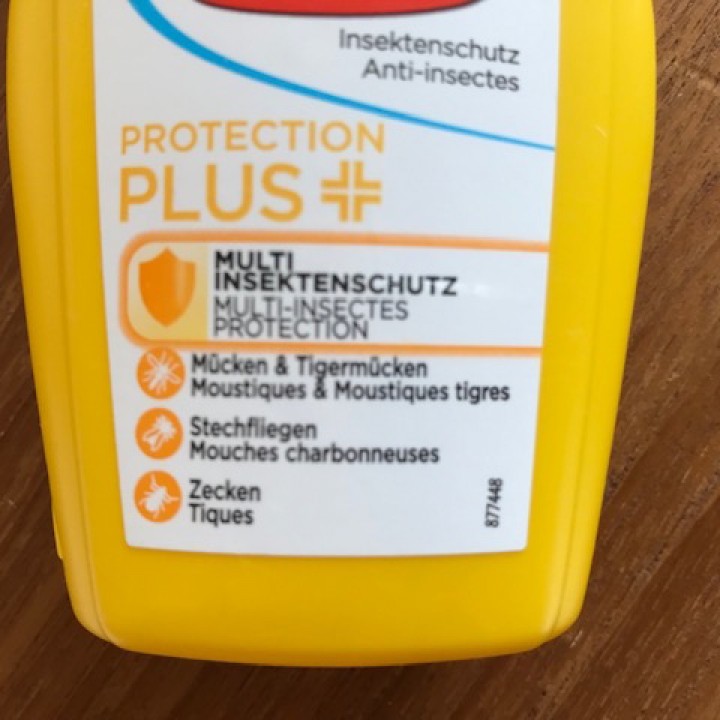 Insektenschutz
Anti-insectes
PROTECTION
PLUS
MULTI
INSEKTENSCHUTZ
MULTI-INSECTES
PROTECTION
Mücken & Tigermücken
Moustiques & Moustiques tigres
Stechfliegen
Mouches charbonneuses
Zecken
Tiques
877448